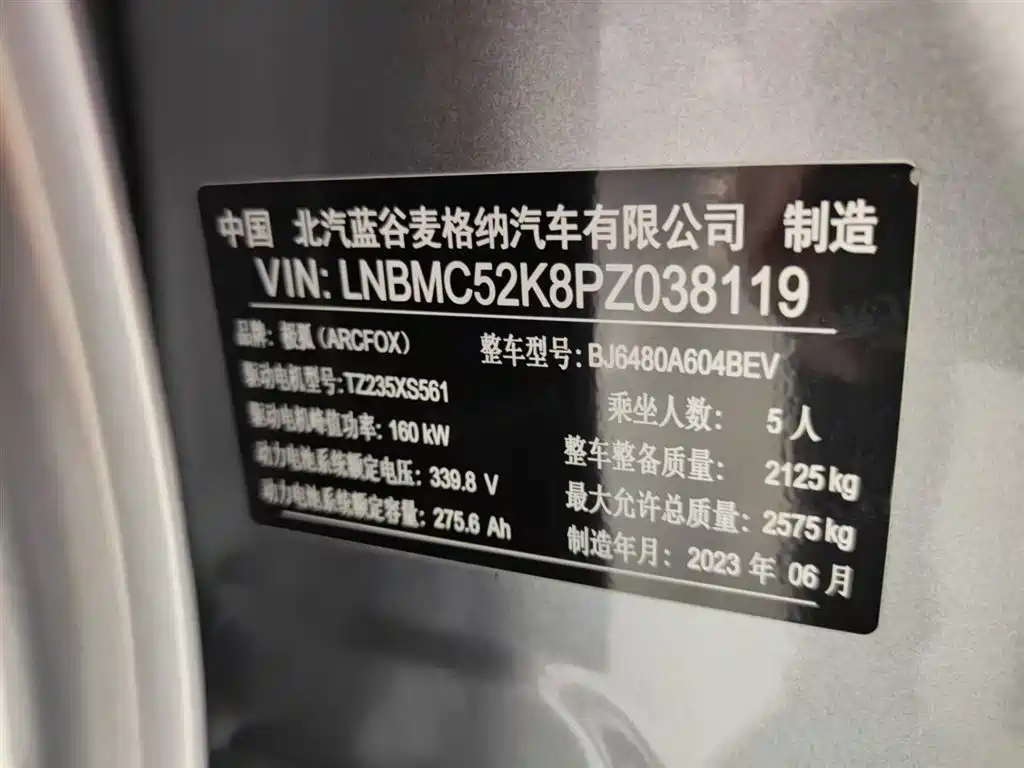 中国 北汽蓝谷麦格纳汽车有限公司 制造
VIN: LNBMC52K8PZ038119
品牌: 极狐(ARCFOX) 整车型号: BJ6480A604BEV
驱动电机型号: TZ235XS561 乘坐人数: 5 人
驱动电机峰值功率: 160 kW 整车整备质量: 2125 kg
动力电池系统额定电压: 339.8 V 最大允许总质量: 2575 kg
动力电池系统额定容量: 275.6 Ah 制造年月: 2023 年 06 月